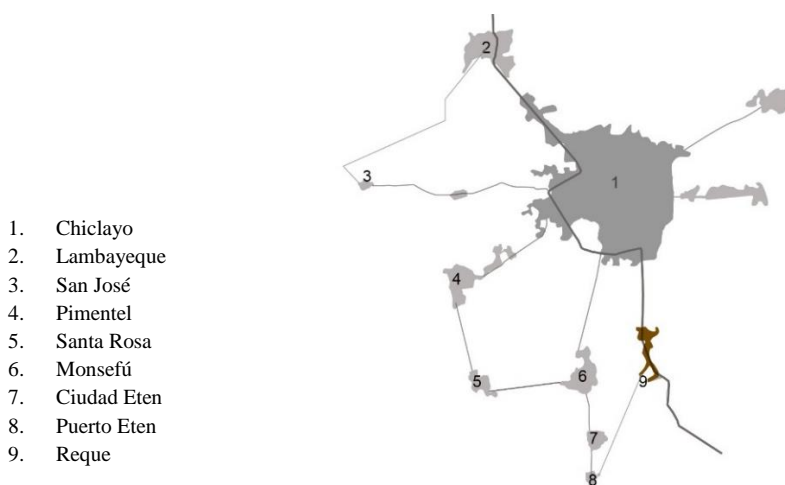 2
1
3
1. Chiclayo
2. Lambayeque
3. San José
4. Pimentel
5. Santa Rosa
6. Monsefú
7. Ciudad Eten
8. Puerto Eten
9. Reque
4
5
6
9
7
8